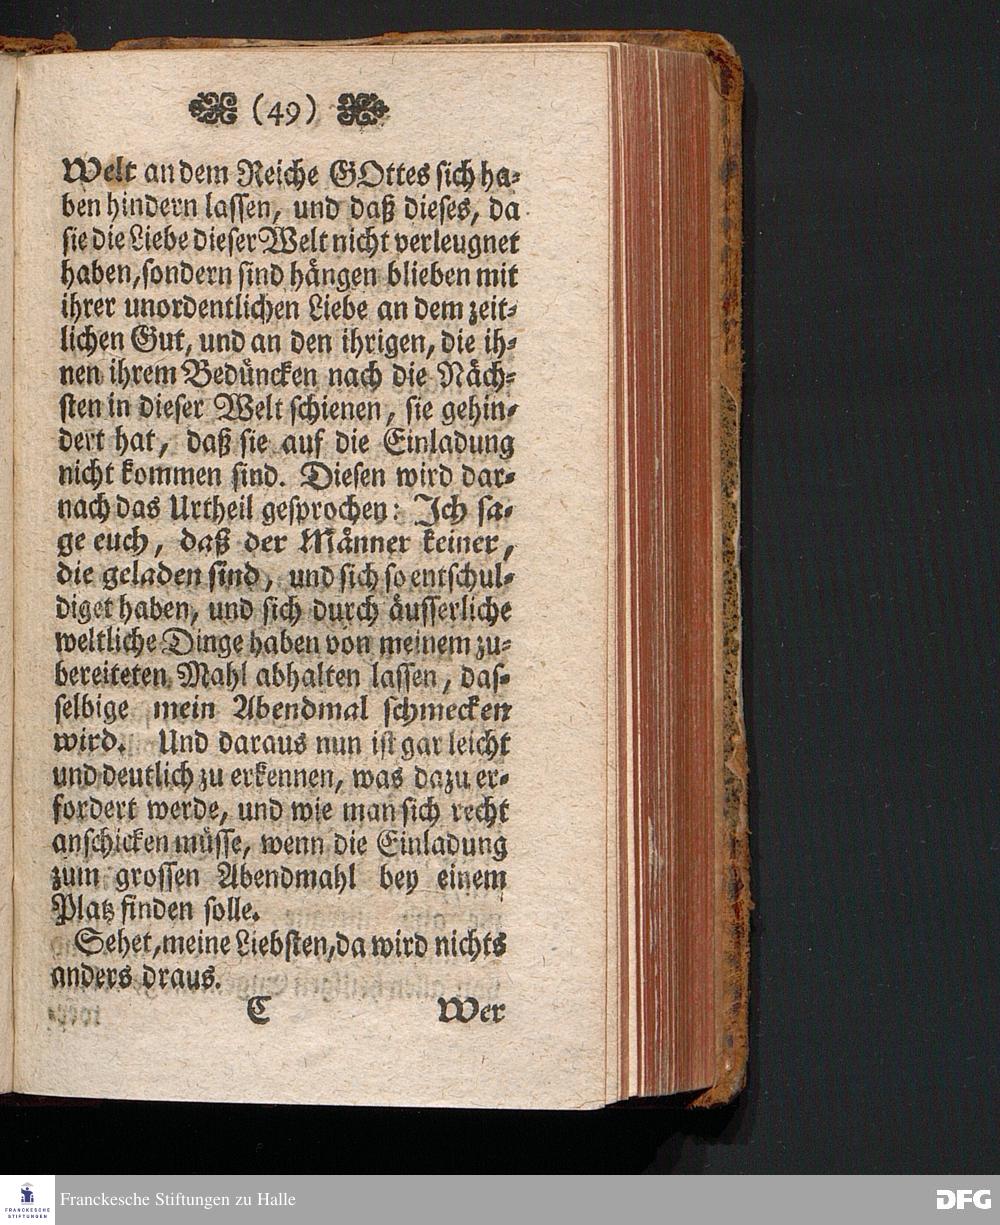 (49)
Welt an dem Reiche GOttes sich ha-
ben hindern lassen, und daß dieses, da
sie die Liebe dieser Welt nicht verleugnet
haben, sondern sind hängen blieben mit
ihrer unordentlichen Liebe an dem zeit-
lichen Gut, und an den ihrigen, die ih-
nen ihrem Bedüncken nach die Näch-
sten in dieser Welt schienen, sie gehin-
dert hat, daß sie auf die Einladung
nicht kommen sind. Diesen wird dar-
nach das Urtheil gesprochen: Ich sa-
ge euch, daß der Männer keiner,
die geladen sind, und sich so entschul-
diget haben, und sich durch äusserliche
weltliche Dinge haben von meinem zu-
bereiteten Mahl abhalten lassen, das-
selbige mein Abendmal schmecken
wird. Und daraus nun ist gar leicht
und deutlich zu erkennen, was dazu er-
fordert werde, und wie man sich recht
anschicken müsse, wenn die Einladung
zum grossen Abendmahl bey einem
Platz finden solle.
Sehet, meine Liebsten, da wird nichts
anders draus.
C Wer
FRANCKESCHE
STIFTUNGEN
Franckesche Stiftungen zu Halle
DFG